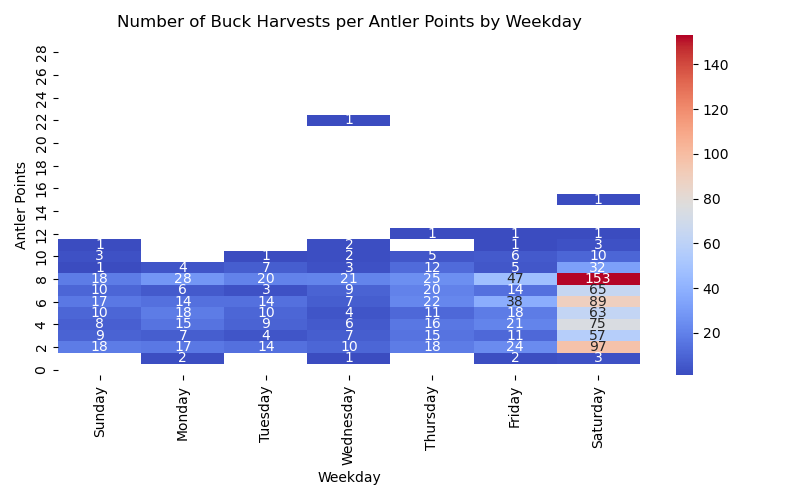 Number of Buck Harvests per Antler Points by Weekday
28
26
24
22 1
20
18
16
1
14
12 1 1 1
1 2 1 3
10 3 1 2 5 6 10
1 4 7 3 12 5 32
8 18 28 20 21 25 47 153
10 6 3 9 20 14 65
6 17 14 14 7 22 38 89
10 18 10 4 11 18 63
4 8 15 9 6 16 21 75
9 7 4 7 15 11 57
2 18 17 14 10 18 24 97
2 1 2 3
0
Antler Points
Sunday Monday Tuesday Wednesday Thursday Friday Saturday
Weekday
140
120
100
80
60
40
20